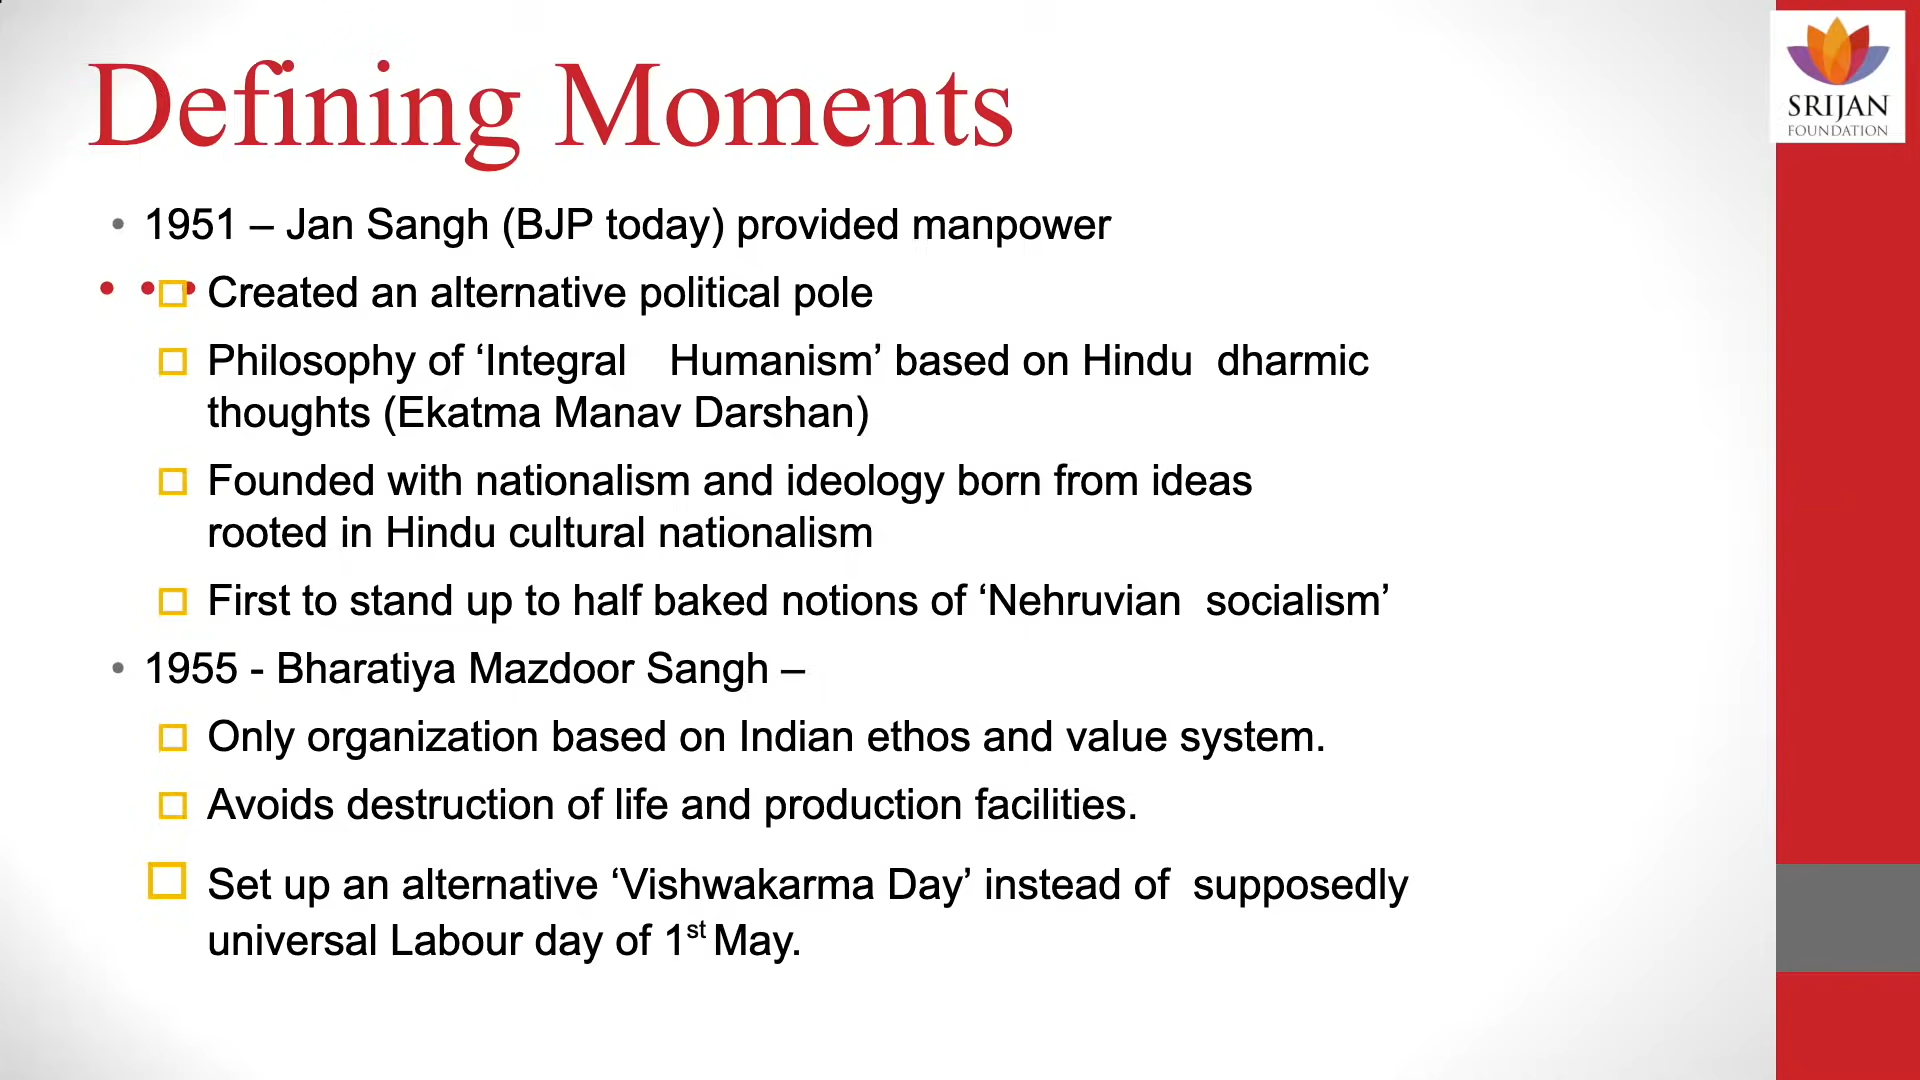 Defining Moments
SRIJAN
FOUNDATION
• 1951 – Jan Sangh (BJP today) provided manpower
• • • □ Created an alternative political pole
□ Philosophy of ‘Integral Humanism’ based on Hindu dharmic
thoughts (Ekatma Manav Darshan)
□ Founded with nationalism and ideology born from ideas
rooted in Hindu cultural nationalism
□ First to stand up to half baked notions of ‘Nehruvian socialism’
• 1955 - Bharatiya Mazdoor Sangh –
□ Only organization based on Indian ethos and value system.
□ Avoids destruction of life and production facilities.
□ Set up an alternative ‘Vishwakarma Day’ instead of supposedly
universal Labour day of 1st May.